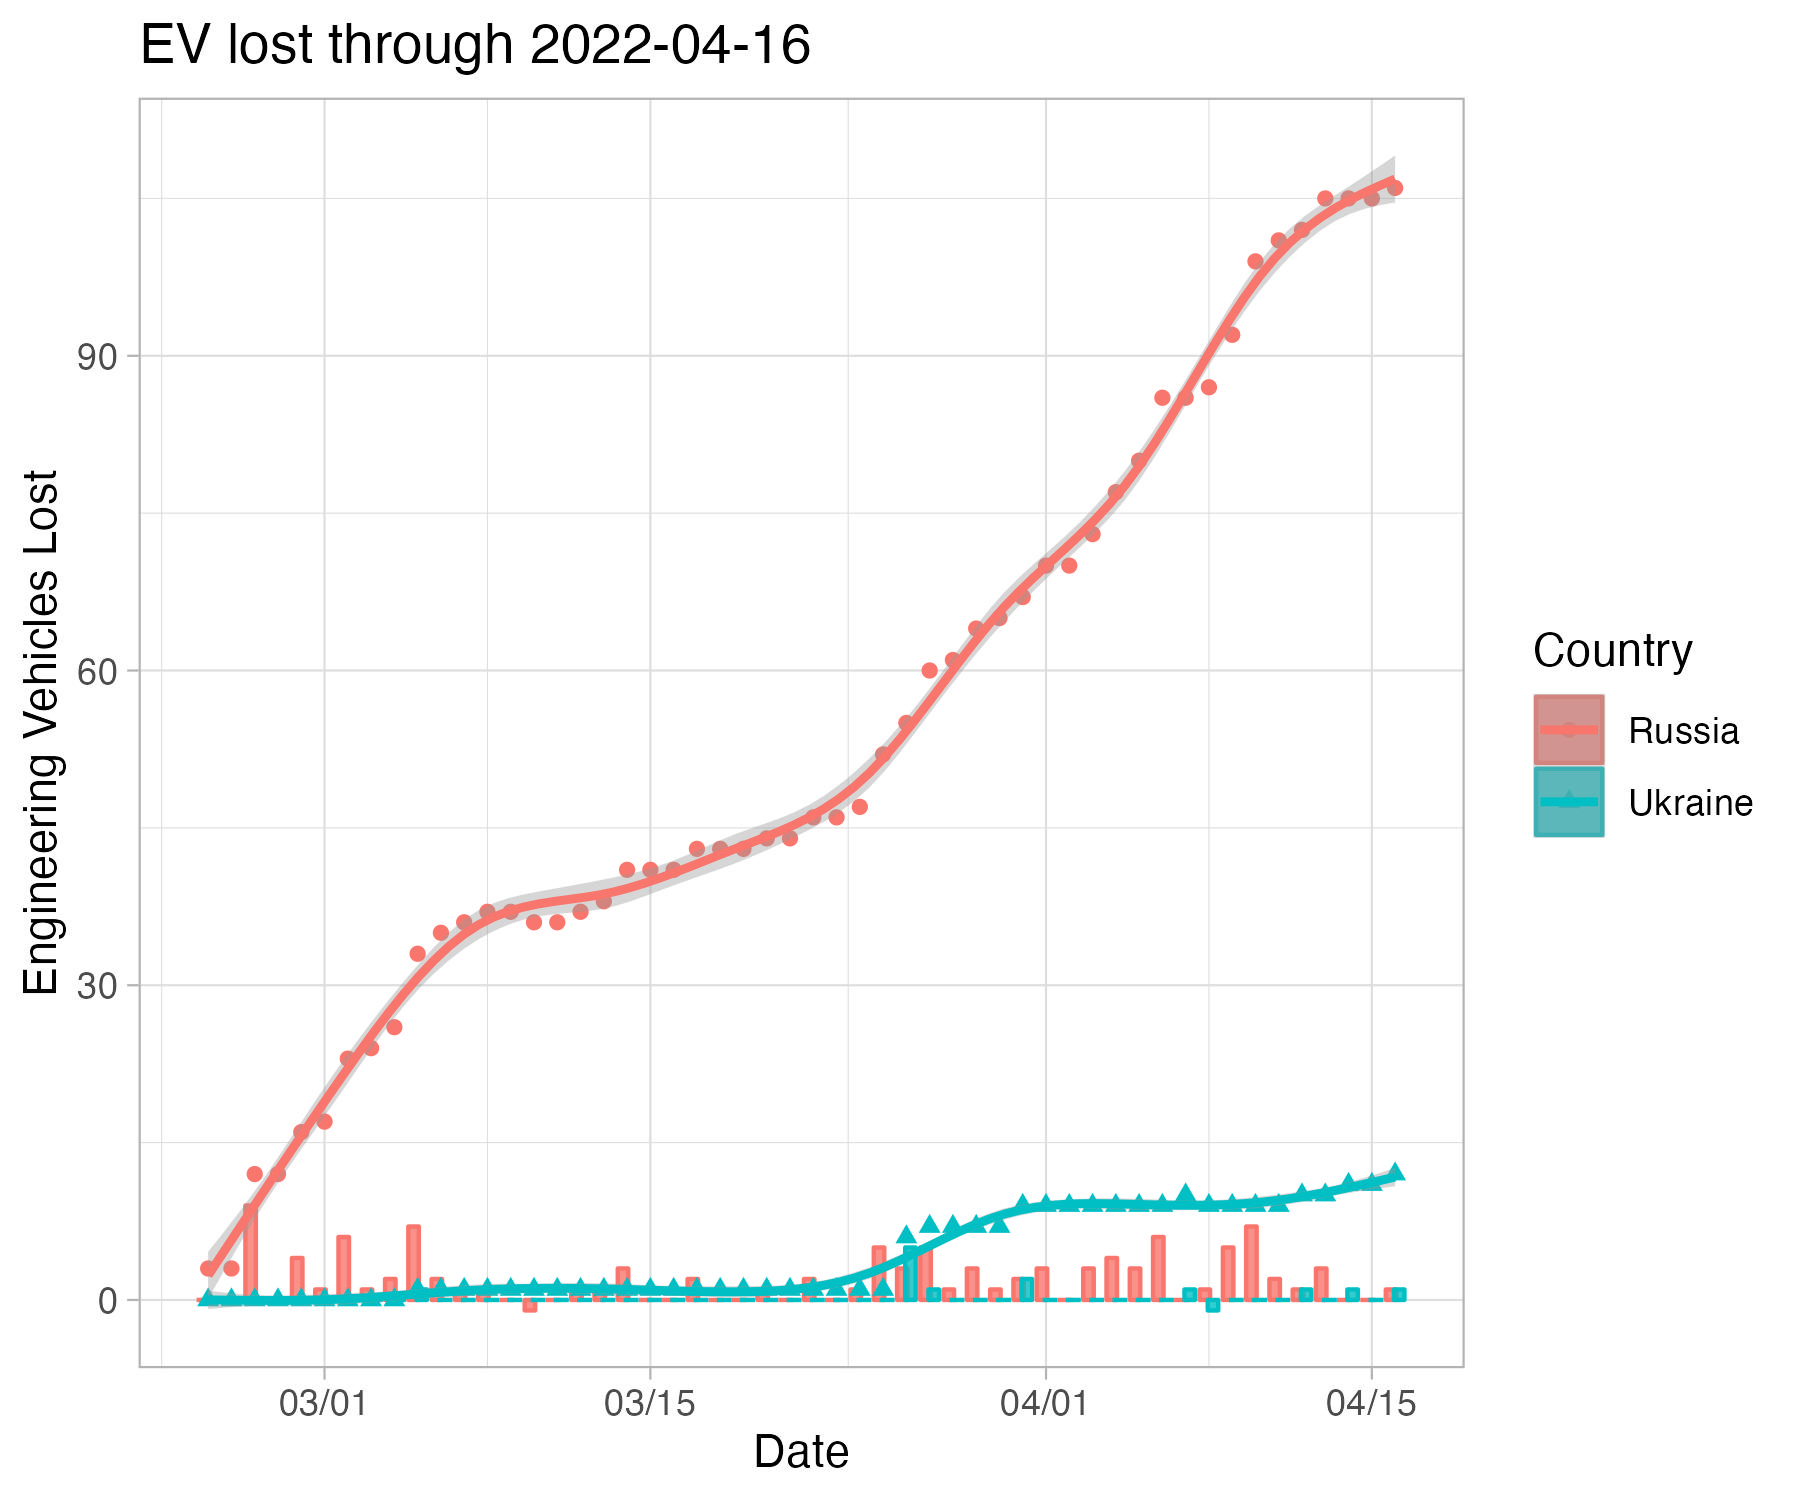 EV lost through 2022-04-16
Engineering Vehicles Lost
90
60
30
0
03/01
03/15
04/01
04/15
Date
Country
Russia
Ukraine